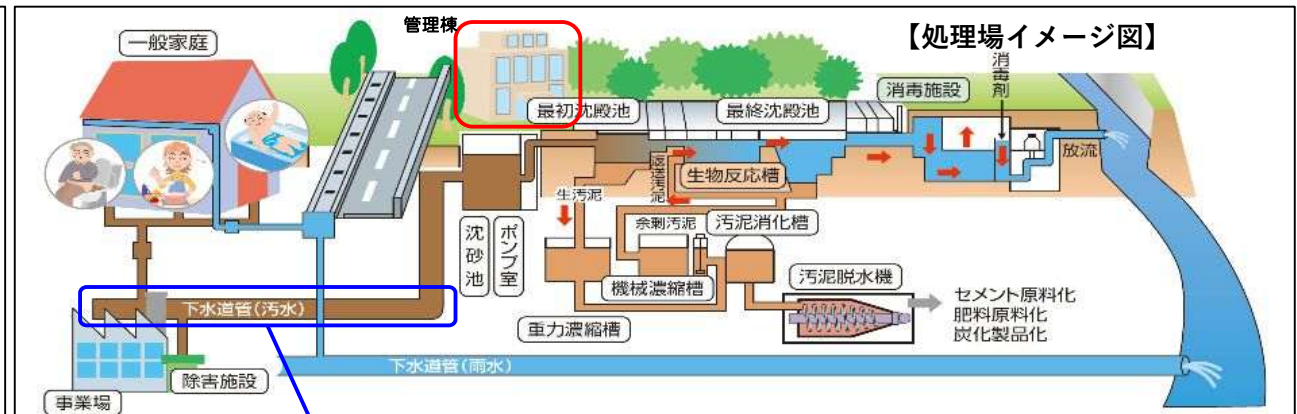 管理棟
【処理場イメージ図】
一般家庭
消毒剤
最初沈殿池
最終沈殿池
消毒施設
放流
生物反応槽
返送汚泥
生汚泥
余剰汚泥
汚泥消化槽
沈砂池
ポンプ室
機械濃縮槽
汚泥脱水機
セメント原料化
肥料原料化
炭化製品化
下水道管(汚水)
重力濃縮槽
下水道管(雨水)
除害施設
事業場